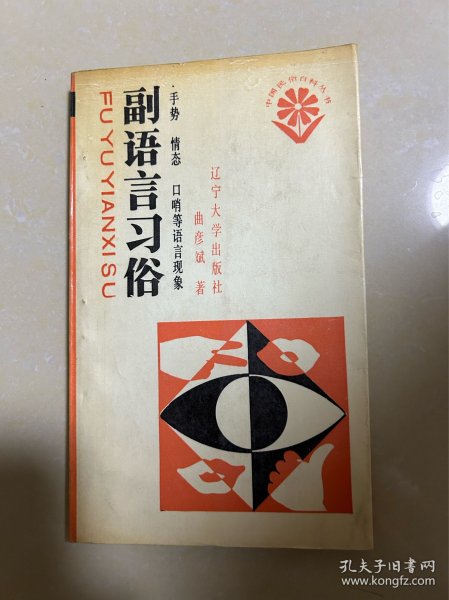 中国民俗百科丛书
副语言习俗
FU YU YIAN XI SU
·手势 情态 口哨等语言现象
曲彦斌 著
辽宁大学出版社
孔夫子旧书网
www.kongfz.com